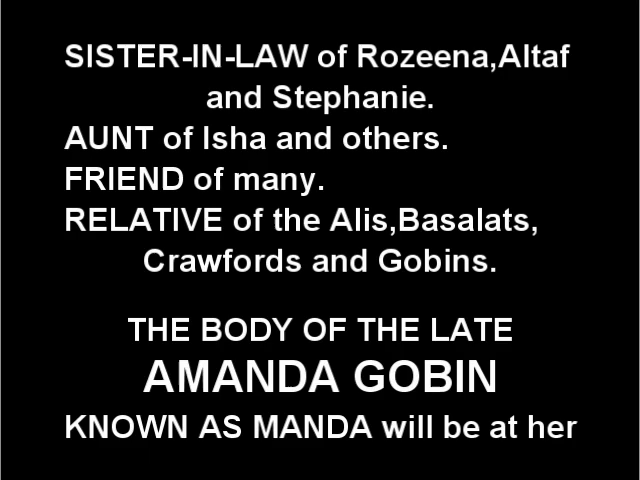 SISTER-IN-LAW of Rozeena,Altaf
and Stephanie.
AUNT of Isha and others.
FRIEND of many.
RELATIVE of the Alis,Basalats,
Crawfords and Gobins.
THE BODY OF THE LATE
AMANDA GOBIN
KNOWN AS MANDA will be at her